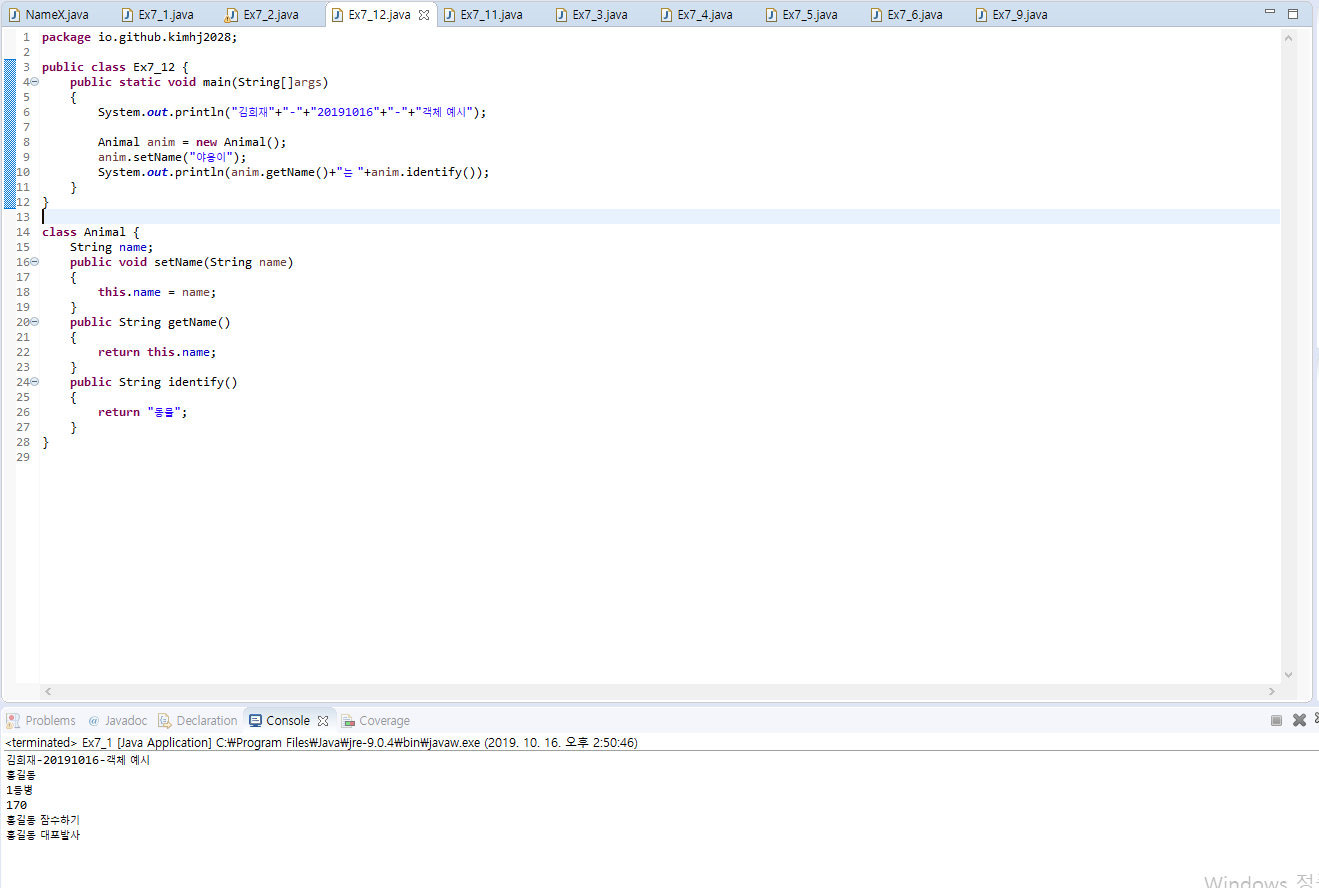 NameX.java Ex7_1.java Ex7_2.java Ex7_12.java Ex7_11.java Ex7_3.java Ex7_4.java Ex7_5.java Ex7_6.java Ex7_9.java
1 package io.github.kimhj2028;
2
3 public class Ex7_12 {
4 public static void main(String[]args)
5 {
6 System.out.println("김희재"+"-"+"20191016"+"-"+"객체 예시");
7
8 Animal anim = new Animal();
9 anim.setName("야옹이");
10 System.out.println(anim.getName()+"는 "+anim.identify());
11 }
12 }
13
14 class Animal {
15 String name;
16 public void setName(String name)
17 {
18 this.name = name;
19 }
20 public String getName()
21 {
22 return this.name;
23 }
24 public String identify()
25 {
26 return "동물";
27 }
28 }
29
Problems @ Javadoc Declaration Console Coverage
<terminated> Ex7_1 [Java Application] C:₩Program Files₩Java₩jre-9.0.4₩bin₩javaw.exe (2019. 10. 16. 오후 2:50:46)
김희재-20191016-객체 예시
홍길동
1등병
170
홍길동 잠수하기
홍길동 대포발사
Windows 정